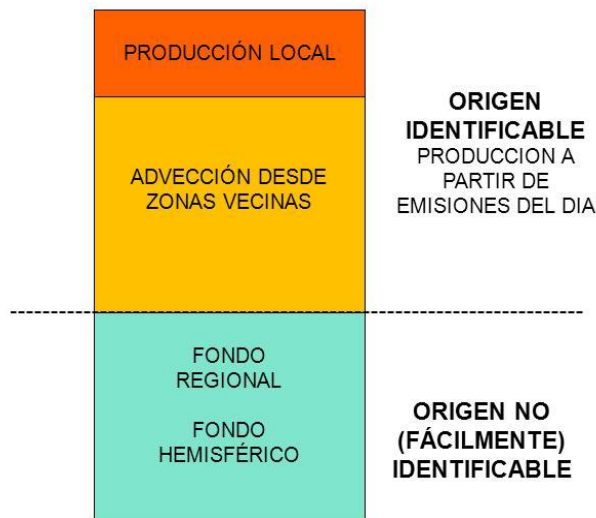 PRODUCCIÓN LOCAL
ADVECCIÓN DESDE
ZONAS VECINAS
ORIGEN
IDENTIFICABLE
PRODUCCION A
PARTIR DE
EMISIONES DEL DIA
FONDO
REGIONAL
FONDO
HEMISFÉRICO
ORIGEN NO
(FÁCILMENTE)
IDENTIFICABLE